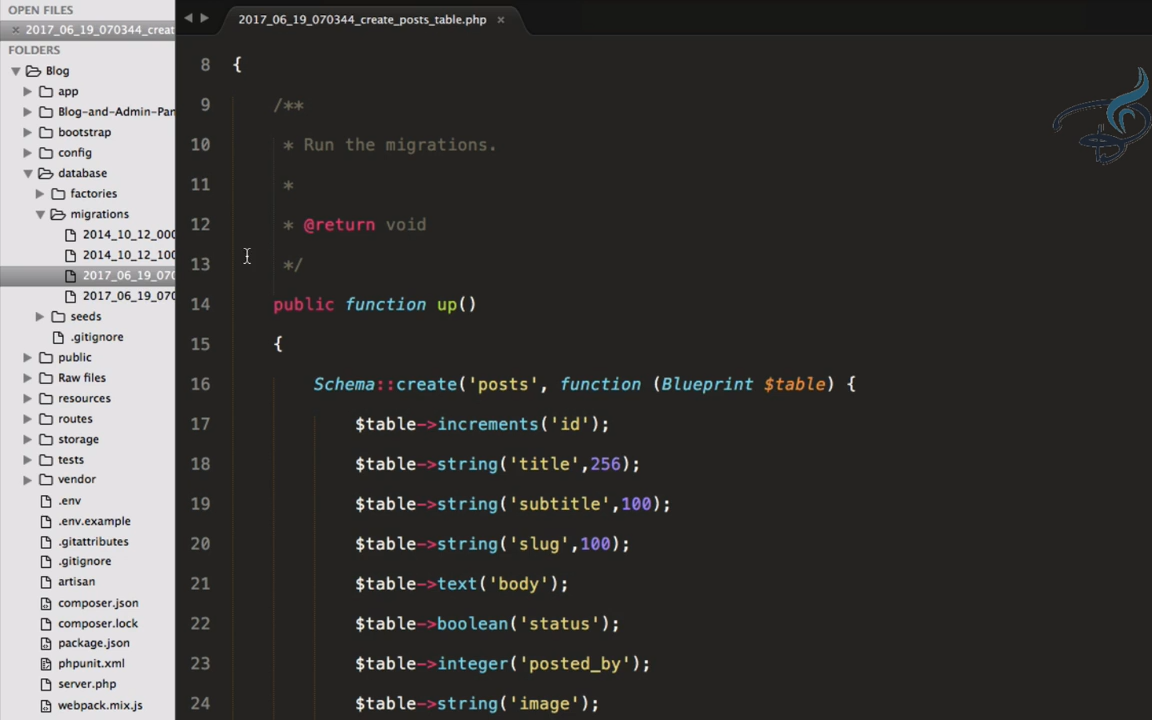 OPEN FILES
2017_06_19_070344_creat
FOLDERS
Blog
app
Blog-and-Admin-Pan
bootstrap
config
database
factories
migrations
2014_10_12_000
2014_10_12_100
2017_06_19_070
2017_06_19_070
seeds
.gitignore
public
Raw files
resources
routes
storage
tests
vendor
.env
.env.example
.gitattributes
.gitignore
artisan
composer.json
composer.lock
package.json
phpunit.xml
server.php
webpack.mix.js
2017_06_19_070344_create_posts_table.php
8 {
9 /**
10 * Run the migrations.
11 *
12 * @return void
13 */
14 public function up()
15 {
16 Schema::create('posts', function (Blueprint $table) {
17 $table->increments('id');
18 $table->string('title',256);
19 $table->string('subtitle',100);
20 $table->string('slug',100);
21 $table->text('body');
22 $table->boolean('status');
23 $table->integer('posted_by');
24 $table->string('image');